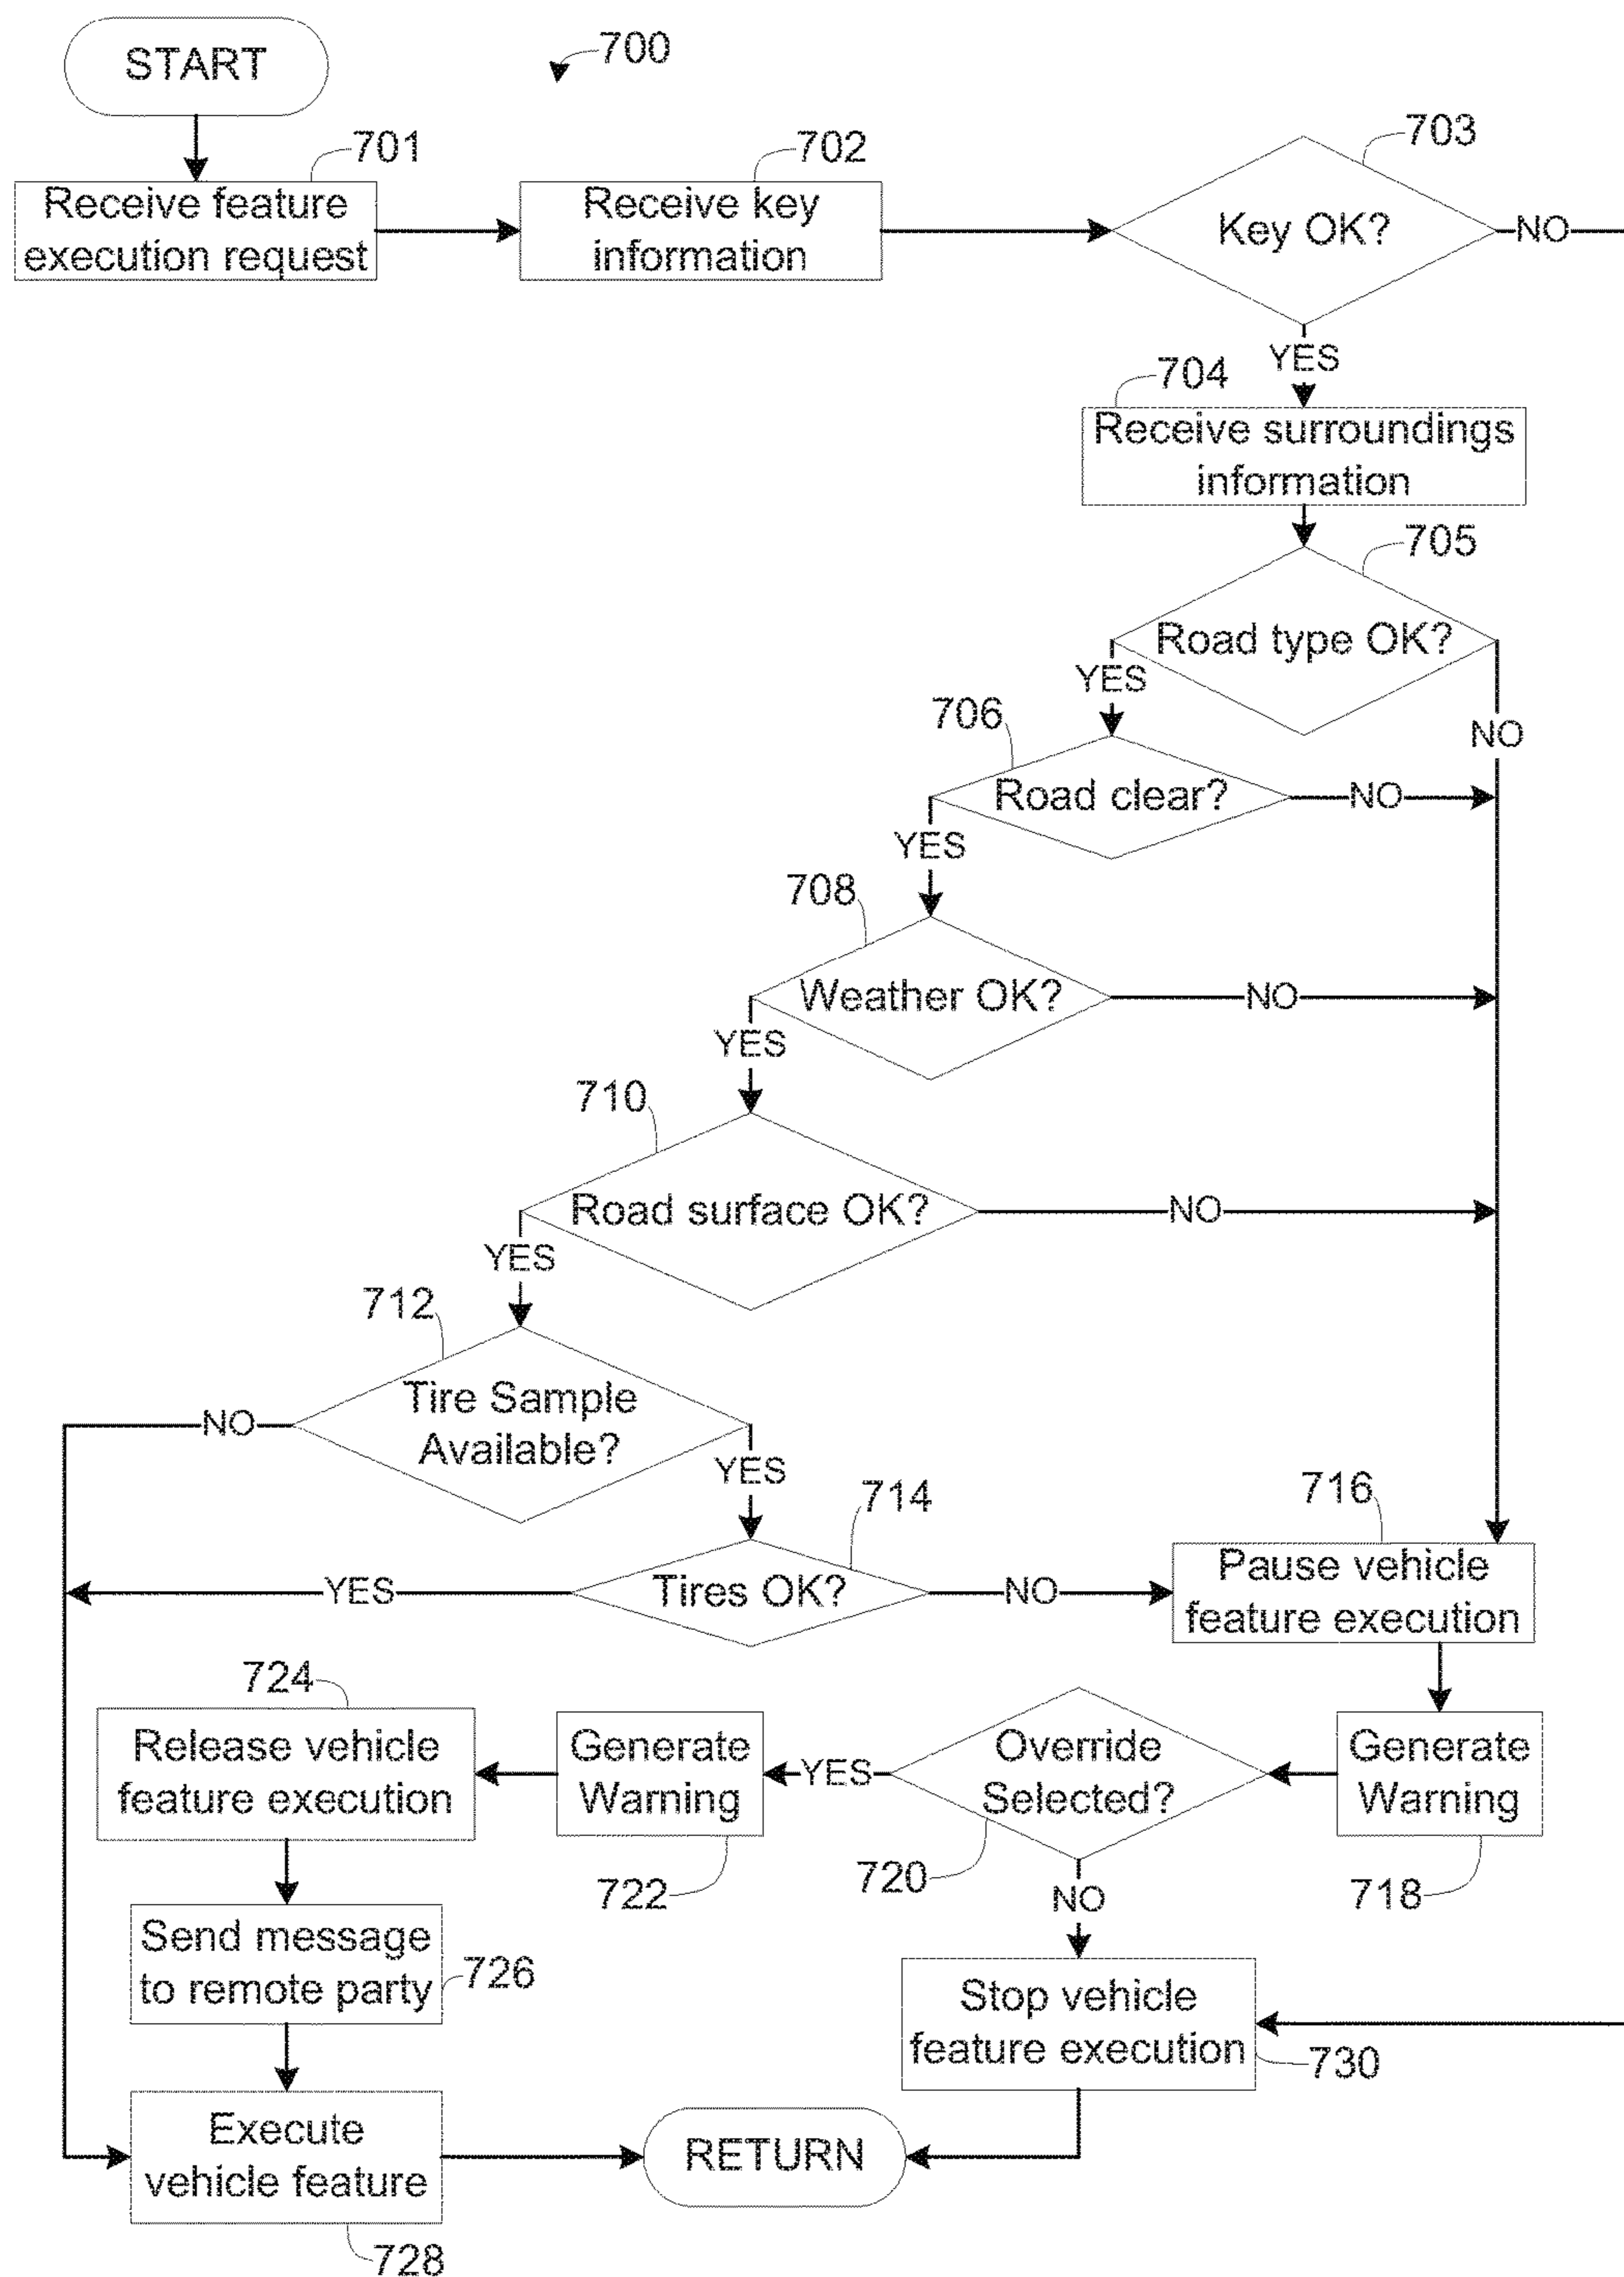 START
700
701
Receive feature
execution request
702
Receive key
information
703
Key OK?
NO
YES
704
Receive surroundings
information
705
Road type OK?
YES
NO
706
Road clear?
NO
YES
708
Weather OK?
NO
YES
710
Road surface OK?
NO
YES
712
Tire Sample
Available?
NO
YES
714
Tires OK?
YES
NO
716
Pause vehicle
feature execution
724
Release vehicle
feature execution
Generate
Warning
722
YES
Override
Selected?
720
NO
Generate
Warning
718
Send message
to remote party
726
Stop vehicle
feature execution
730
Execute
vehicle feature
728
RETURN